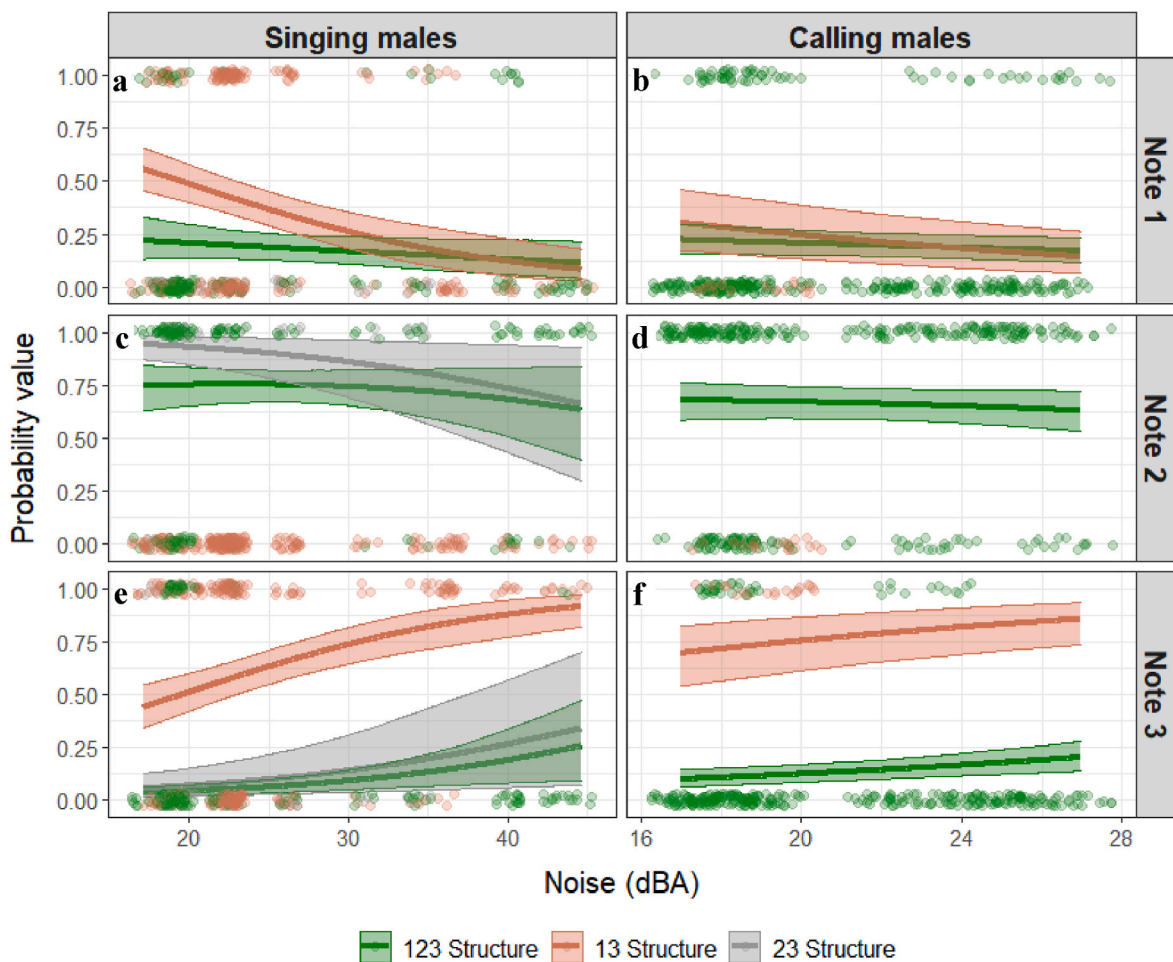 Singing males
Calling males
a
b
1.00
0.75
0.50
0.25
0.00
Note 1
c
d
1.00
0.75
0.50
0.25
0.00
Note 2
e
f
1.00
0.75
0.50
0.25
0.00
Note 3
Probability value
20
30
40
16
20
24
28
Noise (dBA)
123 Structure
13 Structure
23 Structure